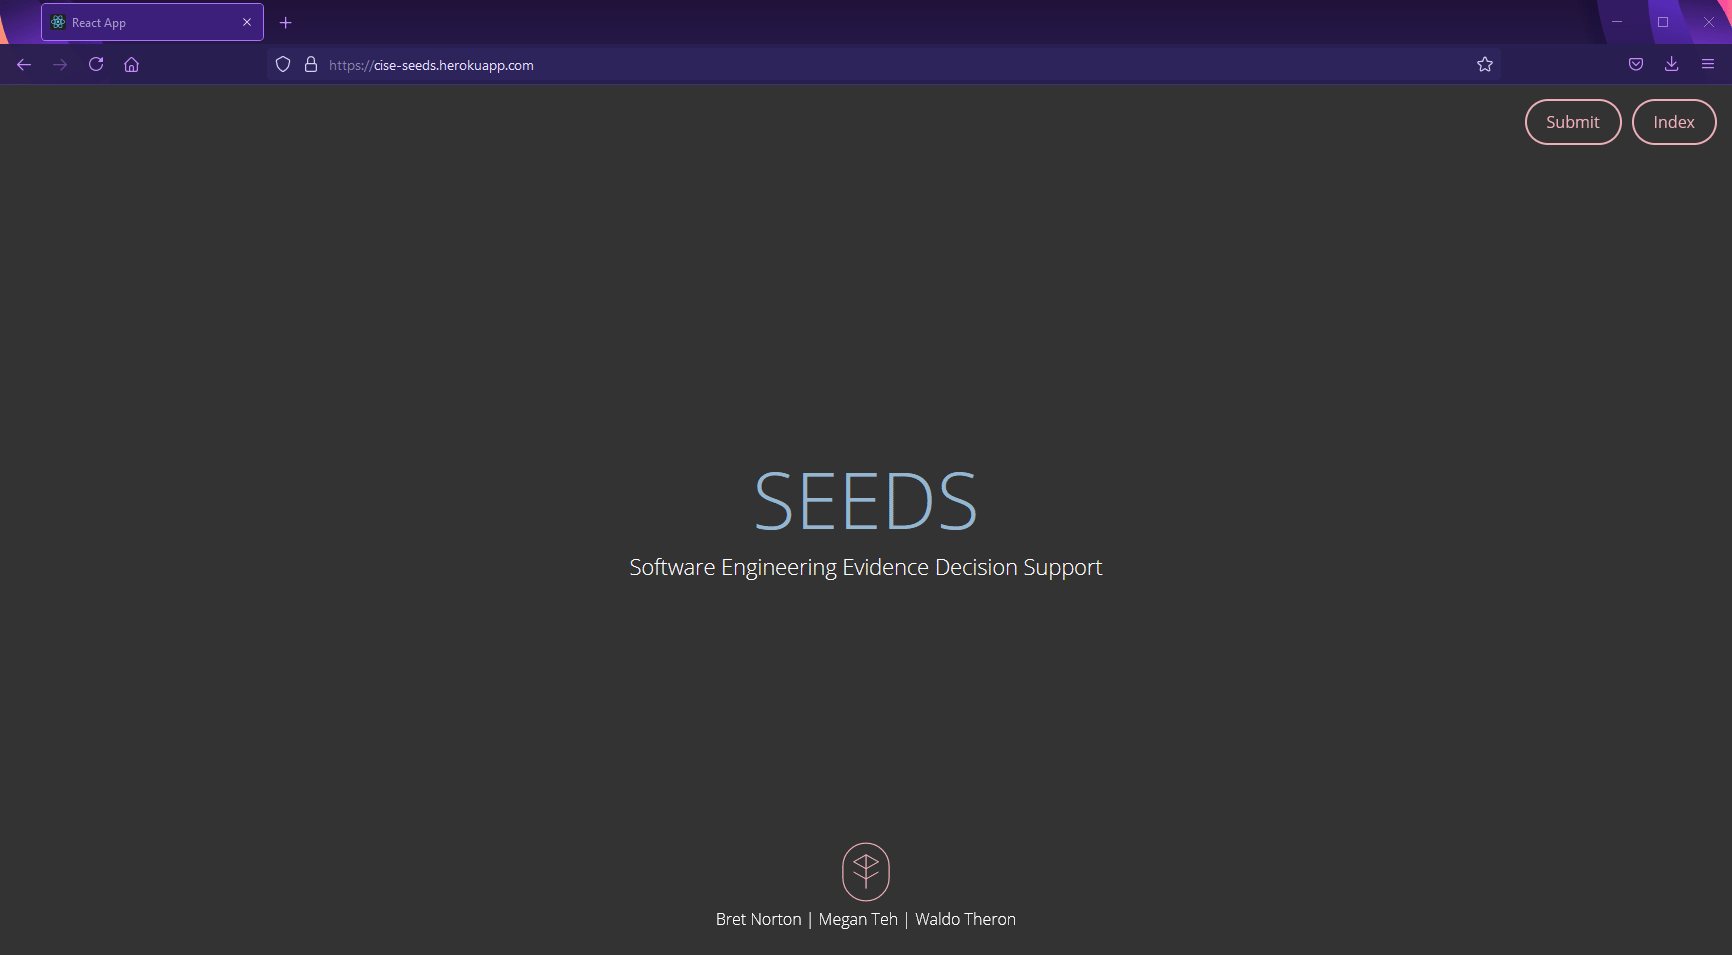 React App
https://cise-seeds.herokuapp.com
Submit
Index
SEEDS
Software Engineering Evidence Decision Support
Bret Norton | Megan Teh | Waldo Theron